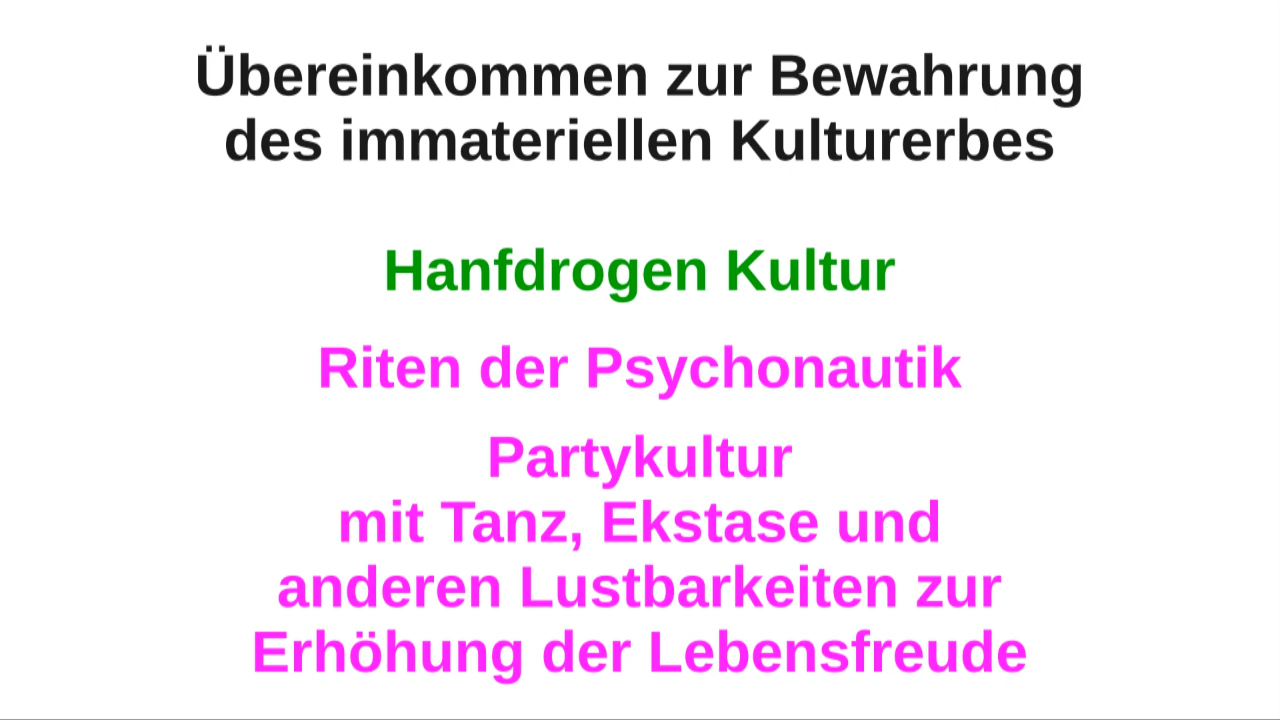 Übereinkommen zur Bewahrung
des immateriellen Kulturerbes
Hanfdrogen Kultur
Riten der Psychonautik
Partykultur
mit Tanz, Ekstase und
anderen Lustbarkeiten zur
Erhöhung der Lebensfreude